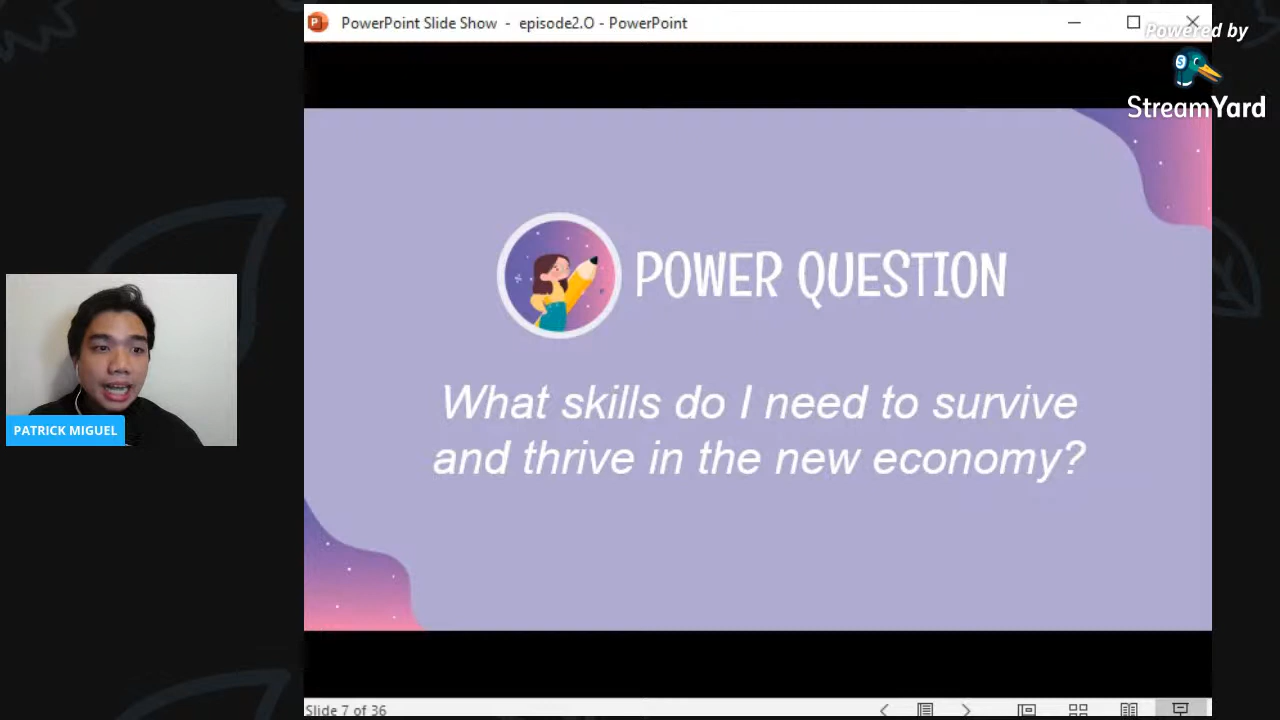 PowerPoint Slide Show - episode2.O - PowerPoint
Powered by
S
StreamYard
POWER QUESTION
What skills do I need to survive
and thrive in the new economy?
PATRICK MIGUEL
Slide 7 of 36